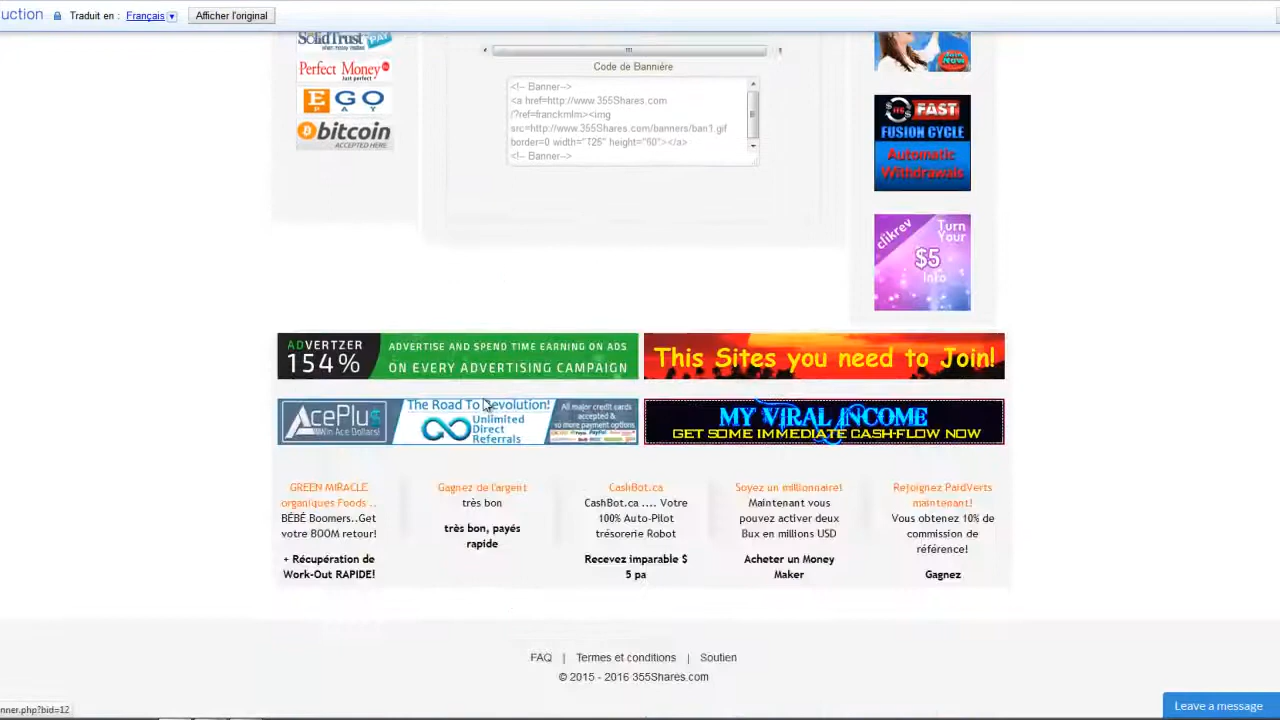 uction
Traduit en :
Français
Afficher l'original
SolidTrust PAY
Perfect Money
Just perfect
EGO
PAY
bitcoin
ACCEPTED HERE
Code de Bannière
<!-- Banner-->
<a href=http://www.355Shares.com
/?ref=franckmlm><img
src=http://www.355Shares.com/banners/ban1.gif
border=0 width="125" height="60"></a>
<!-- Banner-->
Now
FAST
FUSION CYCLE
Automatic
Withdrawals
clikrev
Turn
Your
$5
Into
ADVERTZER
154%
ADVERTISE AND SPEND TIME EARNING ON ADS
ON EVERY ADVERTISING CAMPAIGN
This Sites you need to Join!
AcePlu$
Win Ace Dollars!
The Road To Revolution!
Unlimited
Direct
Referrals
All major credit cards
accepted &
10 more payment options
MY VIRAL INCOME
GET SOME IMMEDIATE CASH-FLOW NOW
GREEN MIRACLE
organiques Foods ..
BÉBÉ Boomers..Get
votre BOOM retour!
+ Récupération de
Work-Out RAPIDE!
Gagnez de l'argent
très bon
très bon, payés
rapide
CashBot.ca
CashBot.ca .... Votre
100% Auto-Pilot
trésorerie Robot
Recevez imparable $
5 pa
Soyez un millionnaire!
Maintenant vous
pouvez activer deux
Bux en millions USD
Acheter un Money
Maker
Rejoignez PaidVerts
maintenant!
Vous obtenez 10% de
commission de
référence!
Gagnez
FAQ | Termes et conditions | Soutien
© 2015 - 2016 355Shares.com
nner.php?bid=12
Leave a message